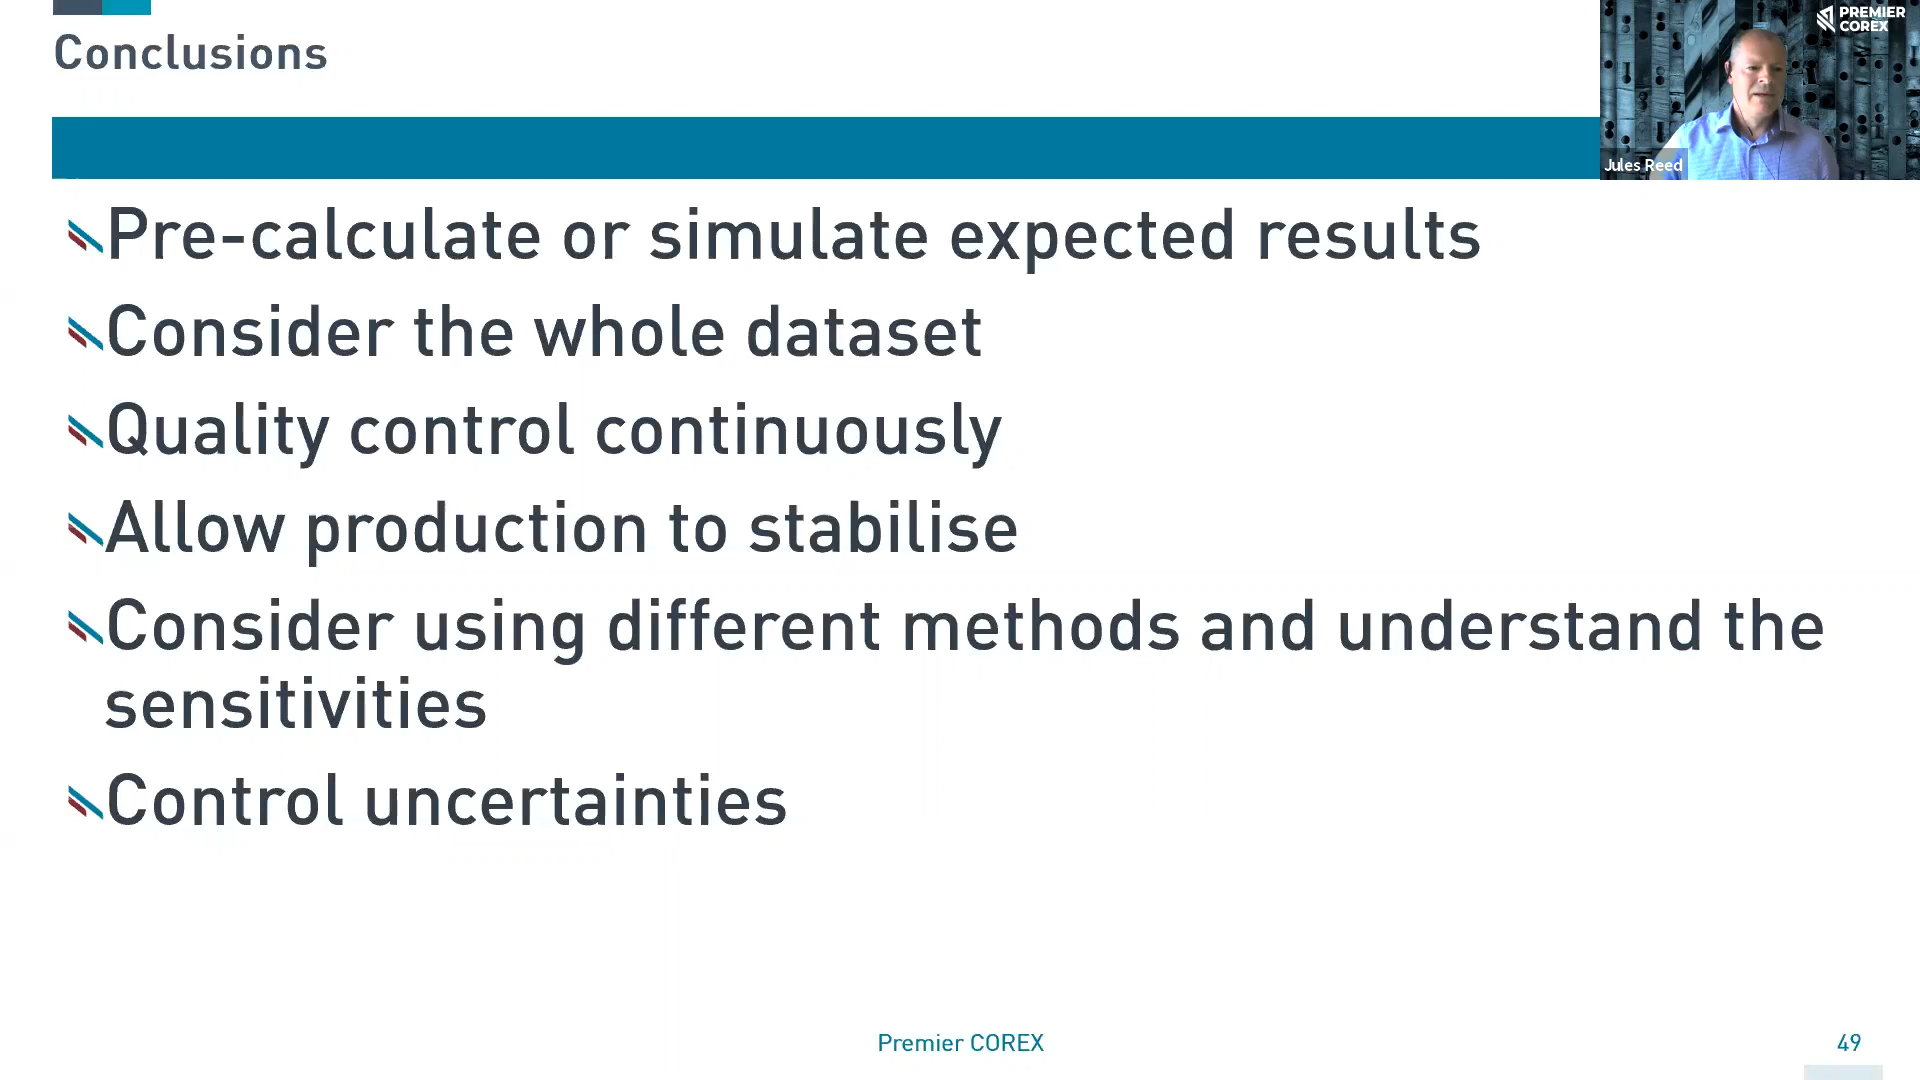 Conclusions
PREMIER
COREX
Jules Reed
Pre-calculate or simulate expected results
Consider the whole dataset
Quality control continuously
Allow production to stabilise
Consider using different methods and understand the
sensitivities
Control uncertainties
Premier COREX
49